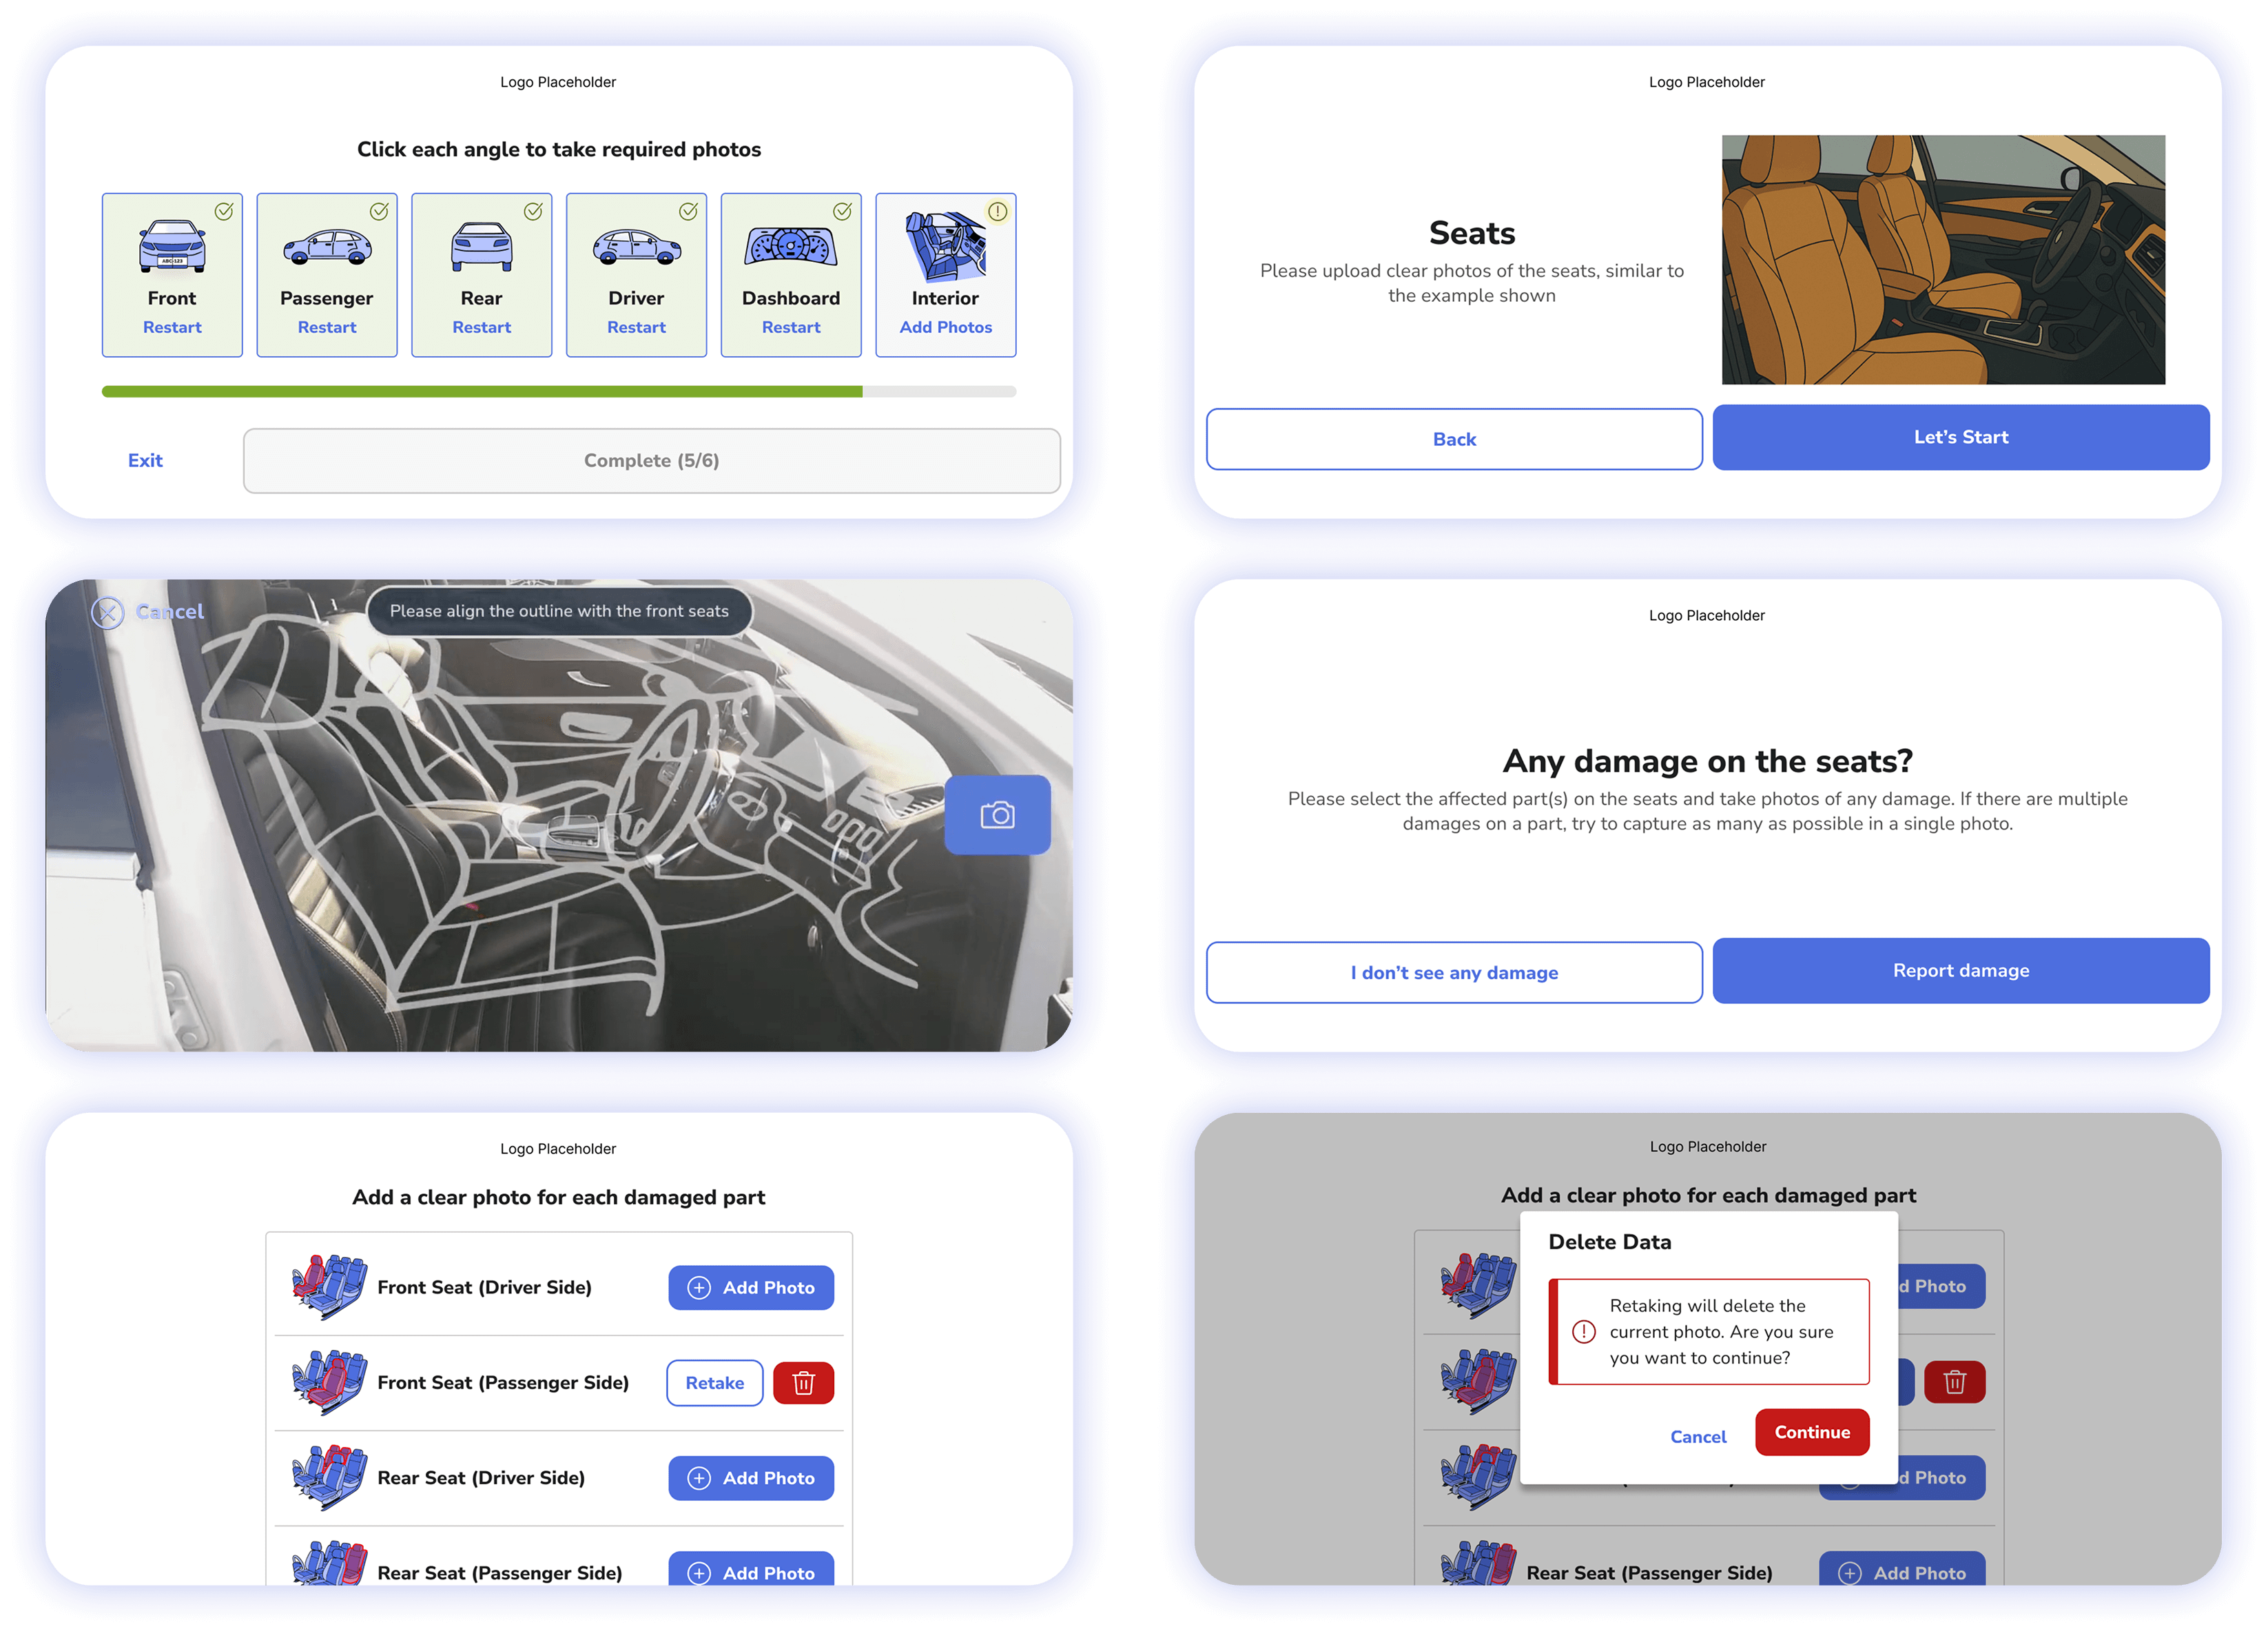 Logo Placeholder
Click each angle to take required photos
ABC-123
Front
Restart
Passenger
Restart
Rear
Restart
Driver
Restart
Dashboard
Restart
Interior
Add Photos
Exit
Complete (5/6)
Logo Placeholder
Seats
Please upload clear photos of the seats, similar to
the example shown
Back
Let’s Start
Cancel
Please align the outline with the front seats
Logo Placeholder
Any damage on the seats?
Please select the affected part(s) on the seats and take photos of any damage. If there are multiple
damages on a part, try to capture as many as possible in a single photo.
I don’t see any damage
Report damage
Logo Placeholder
Add a clear photo for each damaged part
Front Seat (Driver Side)
Add Photo
Front Seat (Passenger Side)
Retake
Rear Seat (Driver Side)
Add Photo
Rear Seat (Passenger Side)
Add Photo
Logo Placeholder
Add a clear photo for each damaged part
Delete Data
Retaking will delete the
current photo. Are you sure
you want to continue?
Cancel
Continue
d Photo
d Photo
Rear Seat (Passenger Side)
Add Photo